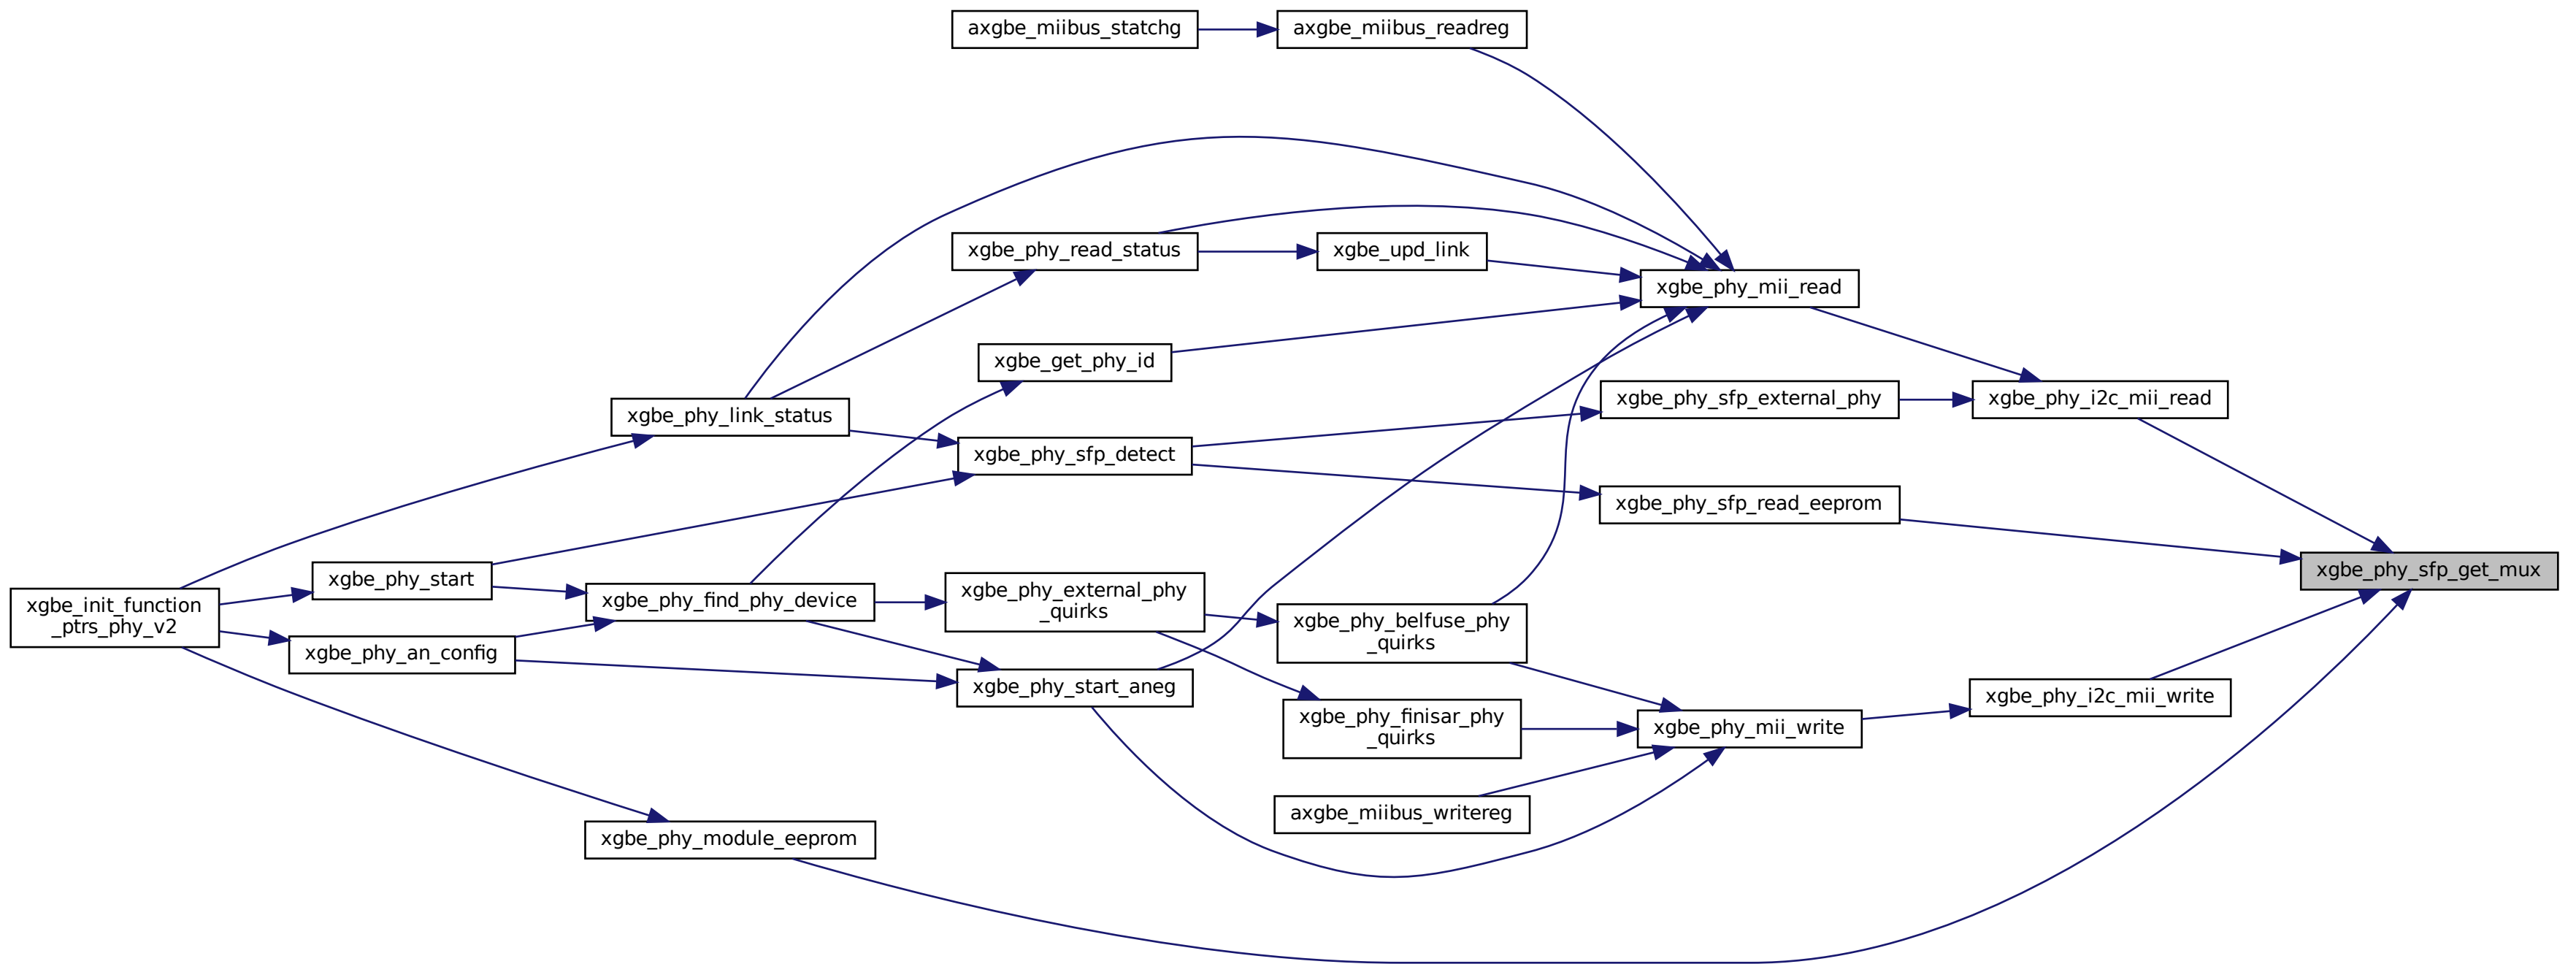 axgbe_miibus_statchg
axgbe_miibus_readreg
xgbe_phy_read_status
xgbe_upd_link
xgbe_phy_mii_read
xgbe_get_phy_id
xgbe_phy_link_status
xgbe_phy_sfp_external_phy
xgbe_phy_i2c_mii_read
xgbe_phy_sfp_detect
xgbe_phy_sfp_read_eeprom
xgbe_phy_sfp_get_mux
xgbe_phy_start
xgbe_init_function
_ptrs_phy_v2
xgbe_phy_find_phy_device
xgbe_phy_external_phy
_quirks
xgbe_phy_belfuse_phy
_quirks
xgbe_phy_an_config
xgbe_phy_start_aneg
xgbe_phy_i2c_mii_write
xgbe_phy_finisar_phy
_quirks
xgbe_phy_mii_write
axgbe_miibus_writereg
xgbe_phy_module_eeprom